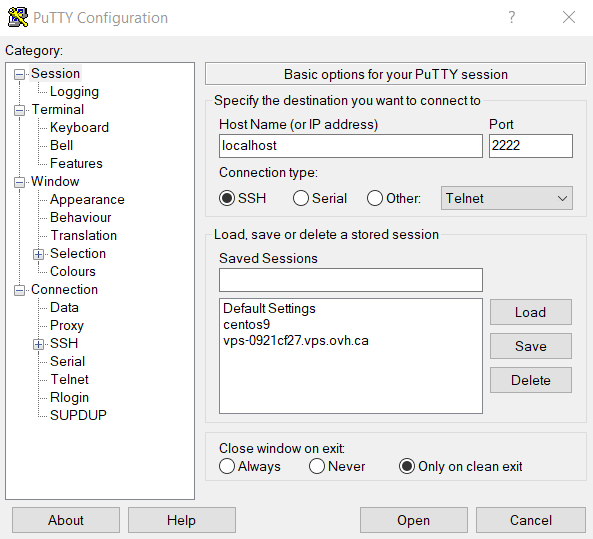 PuTTY Configuration
?
Category:
Session
Logging
Terminal
Keyboard
Bell
Features
Window
Appearance
Behaviour
Translation
Selection
Colours
Connection
Data
Proxy
SSH
Serial
Telnet
Rlogin
SUPDUP
Basic options for your PuTTY session
Specify the destination you want to connect to
Host Name (or IP address) Port
localhost 2222
Connection type:
SSH Serial Other: Telnet
Load, save or delete a stored session
Saved Sessions
Default Settings
centos9
vps-0921cf27.vps.ovh.ca
Load
Save
Delete
Close window on exit:
Always Never Only on clean exit
About Help Open Cancel